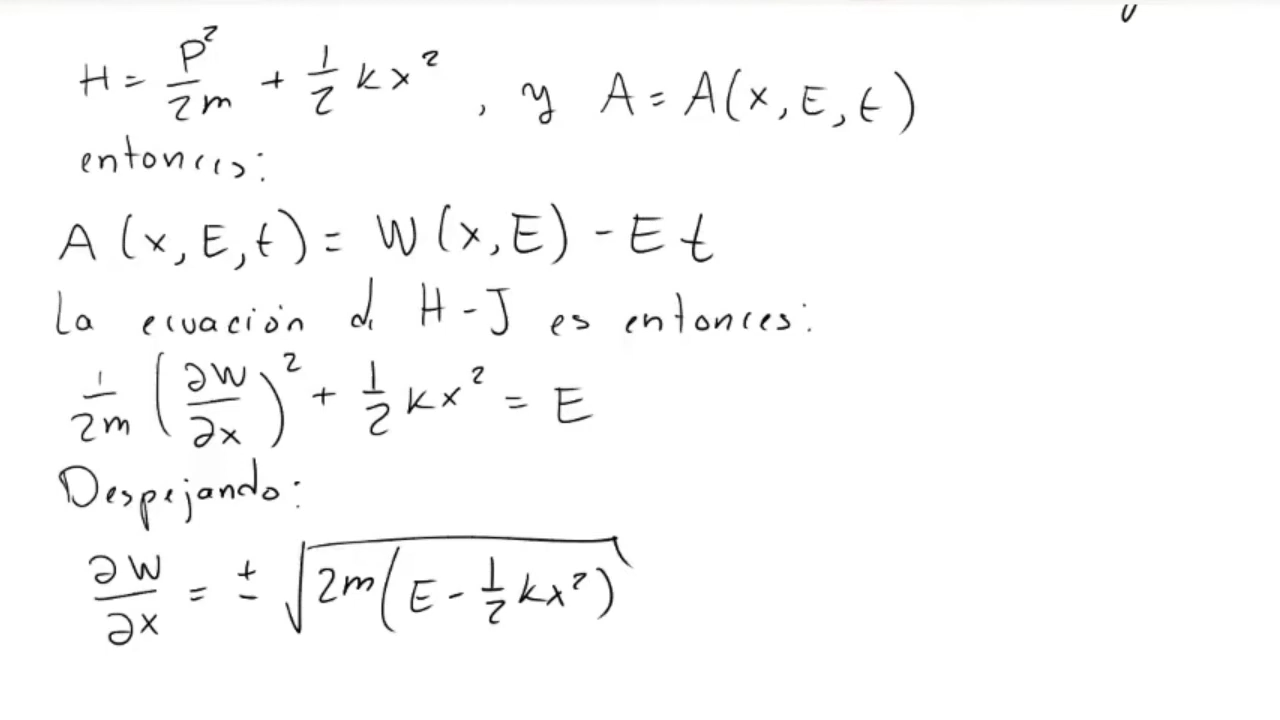 H = P²/2m + 1/2 kx² , y A = A(x, E, t)
entonces:
A (x, E, t) = W (x, E) - E t
La ecuación de H-J es entonces:
1/2m (∂W/∂x)² + 1/2 kx² = E
Despejando:
∂W/∂x = ± √(2m(E - 1/2 kx²))